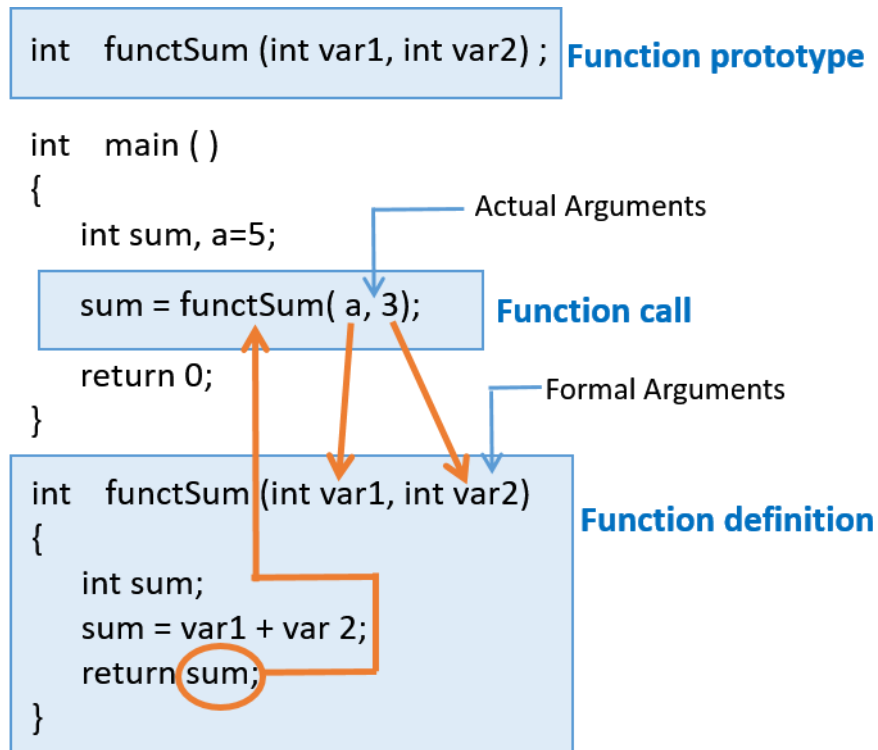 int functSum (int var1, int var2) ; Function prototype
int main ( )
{
Actual Arguments
int sum, a=5;
sum = functSum( a, 3); Function call
return 0;
Formal Arguments
}
int functSum (int var1, int var2)
Function definition
{
int sum;
sum = var1 + var 2;
return sum;
}